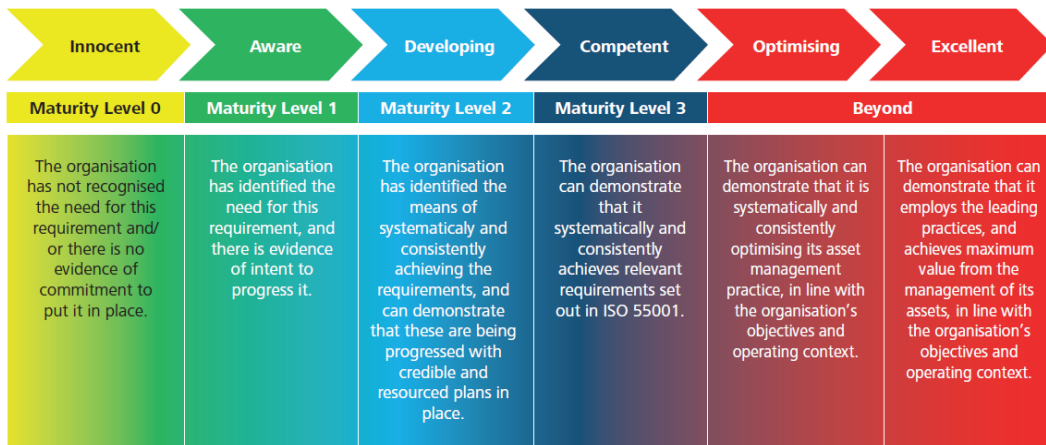 Innocent
Aware
Developing
Competent
Optimising
Excellent
Maturity Level 0
Maturity Level 1
Maturity Level 2
Maturity Level 3
Beyond
The organisation
has not recognised
the need for this
requirement and/
or there is no
evidence of
commitment to
put it in place.
The organisation
has identified the
need for this
requirement, and
there is evidence
of intent to
progress it.
The organisation
has identified the
means of
systematicaly and
consistently
achieving the
requirements, and
can demonstrate
that these are being
progressed with
credible and
resourced plans in
place.
The organisation
can demonstrate
that it
systematically and
consistently
achieves relevant
requirements set
out in ISO 55001.
The organisation can
demonstrate that it is
systematically and
consistently
optimising its asset
management
practice, in line with
the organisation’s
objectives and
operating context.
The organisation can
demonstrate that it
employs the leading
practices, and
achieves maximum
value from the
management of its
assets, in line with
the organisation’s
objectives and
operating context.